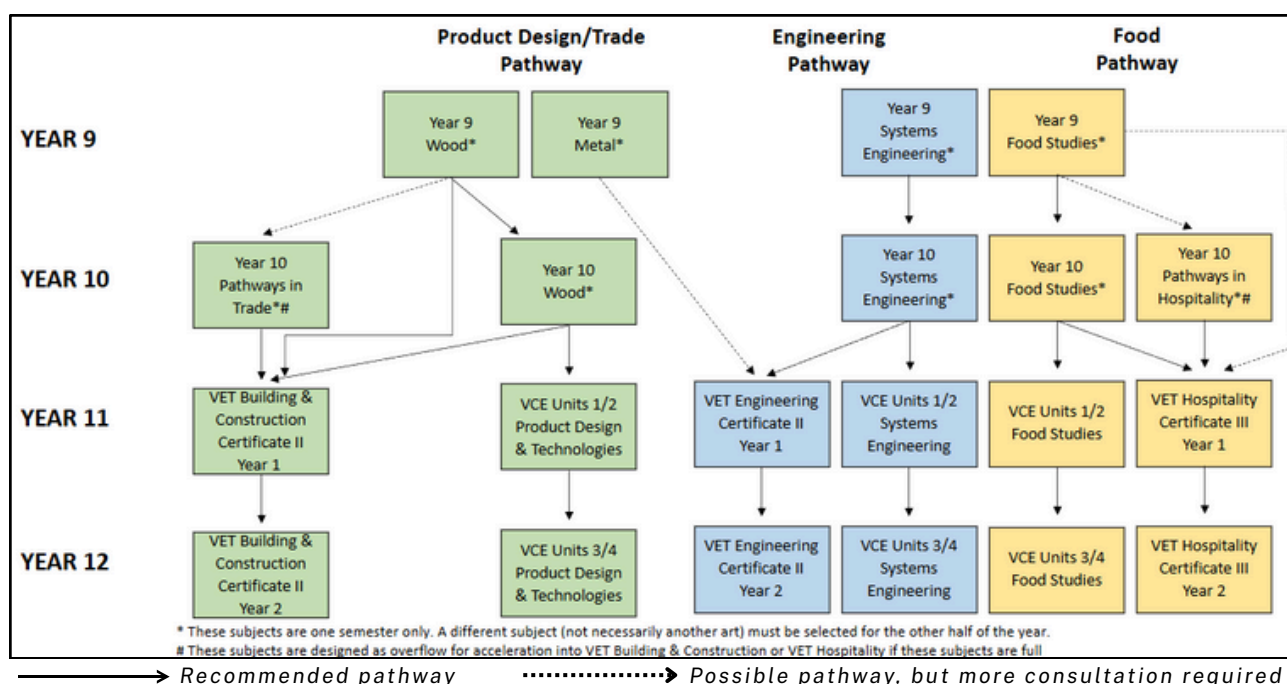 Product Design/Trade
Pathway
Engineering
Pathway
Food
Pathway
YEAR 9
Year 9
Wood*
Year 9
Metal*
Year 9
Systems
Engineering*
Year 9
Food Studies*
YEAR 10
Year 10
Pathways in
Trade*#
Year 10
Wood*
Year 10
Systems
Engineering*
Year 10
Food Studies*
Year 10
Pathways in
Hospitality*#
YEAR 11
VET Building &
Construction
Certificate II
Year 1
VCE Units 1/2
Product Design
& Technologies
VET Engineering
Certificate II
Year 1
VCE Units 1/2
Systems
Engineering
VCE Units 1/2
Food Studies
VET Hospitality
Certificate III
Year 1
YEAR 12
VET Building &
Construction
Certificate II
Year 2
VCE Units 3/4
Product Design
& Technologies
VET Engineering
Certificate II
Year 2
VCE Units 3/4
Systems
Engineering
VCE Units 3/4
Food Studies
VET Hospitality
Certificate III
Year 2
* These subjects are one semester only. A different subject (not necessarily another art) must be selected for the other half of the year.
# These subjects are designed as overflow for acceleration into VET Building & Construction or VET Hospitality if these subjects are full
Recommended pathway
Possible pathway, but more consultation required